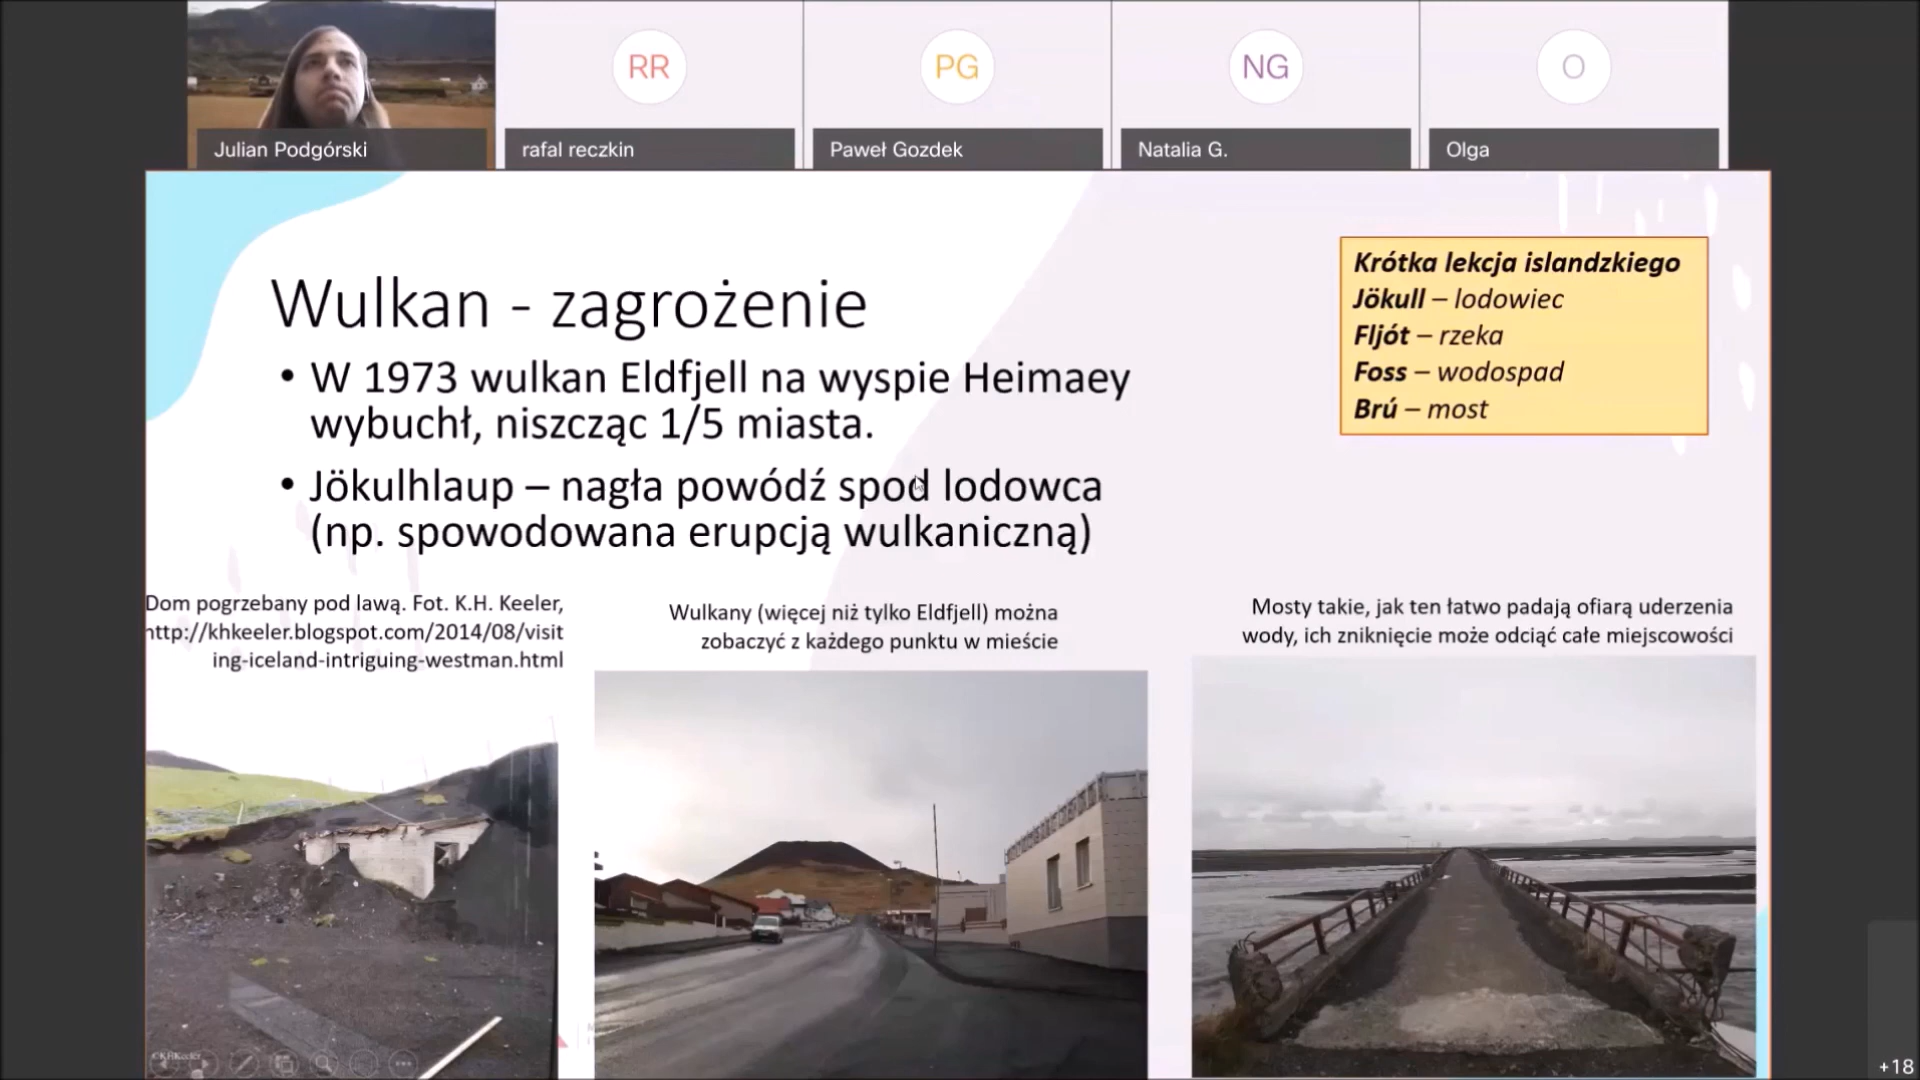 RR
PG
NG
O
Julian Podgórski
rafal reczkin
Paweł Gozdek
Natalia G.
Olga
Wulkan - zagrożenie
• W 1973 wulkan Eldfjell na wyspie Heimaey
wybuchł, niszcząc 1/5 miasta.
• Jökulhlaup – nagła powódź spod lodowca
(np. spowodowana erupcją wulkaniczną)
Krótka lekcja islandzkiego
Jökull – lodowiec
Fljót – rzeka
Foss – wodospad
Brú – most
Dom pogrzebany pod lawą. Fot. K.H. Keeler,
http://khkeeler.blogspot.com/2014/08/visit
ing-iceland-intriguing-westman.html
Wulkany (więcej niż tylko Eldfjell) można
zobaczyć z każdego punktu w mieście
Mosty takie, jak ten łatwo padają ofiarą uderzenia
wody, ich zniknięcie może odciąć całe miejscowości
©KHKeeler
+18